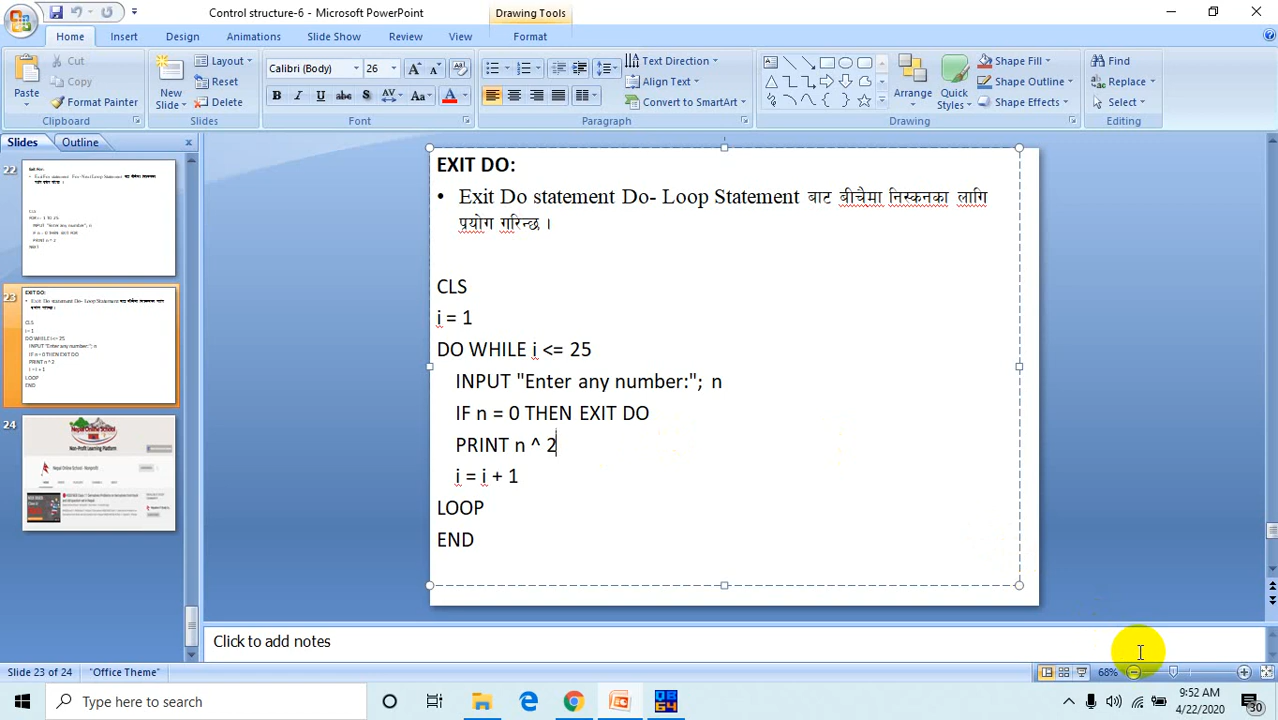 Control structure-6 - Microsoft PowerPoint
Drawing Tools
Home Insert Design Animations Slide Show Review View Format
Paste
Cut
Copy
Format Painter
Clipboard
New Slide
Layout
Reset
Delete
Slides
Calibri (Body) 26
Font
Paragraph
Text Direction
Align Text
Convert to SmartArt
Arrange
Quick Styles
Shape Fill
Shape Outline
Shape Effects
Drawing
Find
Replace
Select
Editing
Slides Outline
22
23
24
EXIT DO:
• Exit Do statement Do- Loop Statement बाट बीचैमा निस्कनका लागि
प्रयोग गरिन्छ ।
CLS
i = 1
DO WHILE i <= 25
INPUT "Enter any number:"; n
IF n = 0 THEN EXIT DO
PRINT n ^ 2
i = i + 1
LOOP
END
Click to add notes
Slide 23 of 24 "Office Theme" 68%
Type here to search
9:52 AM
4/22/2020
30